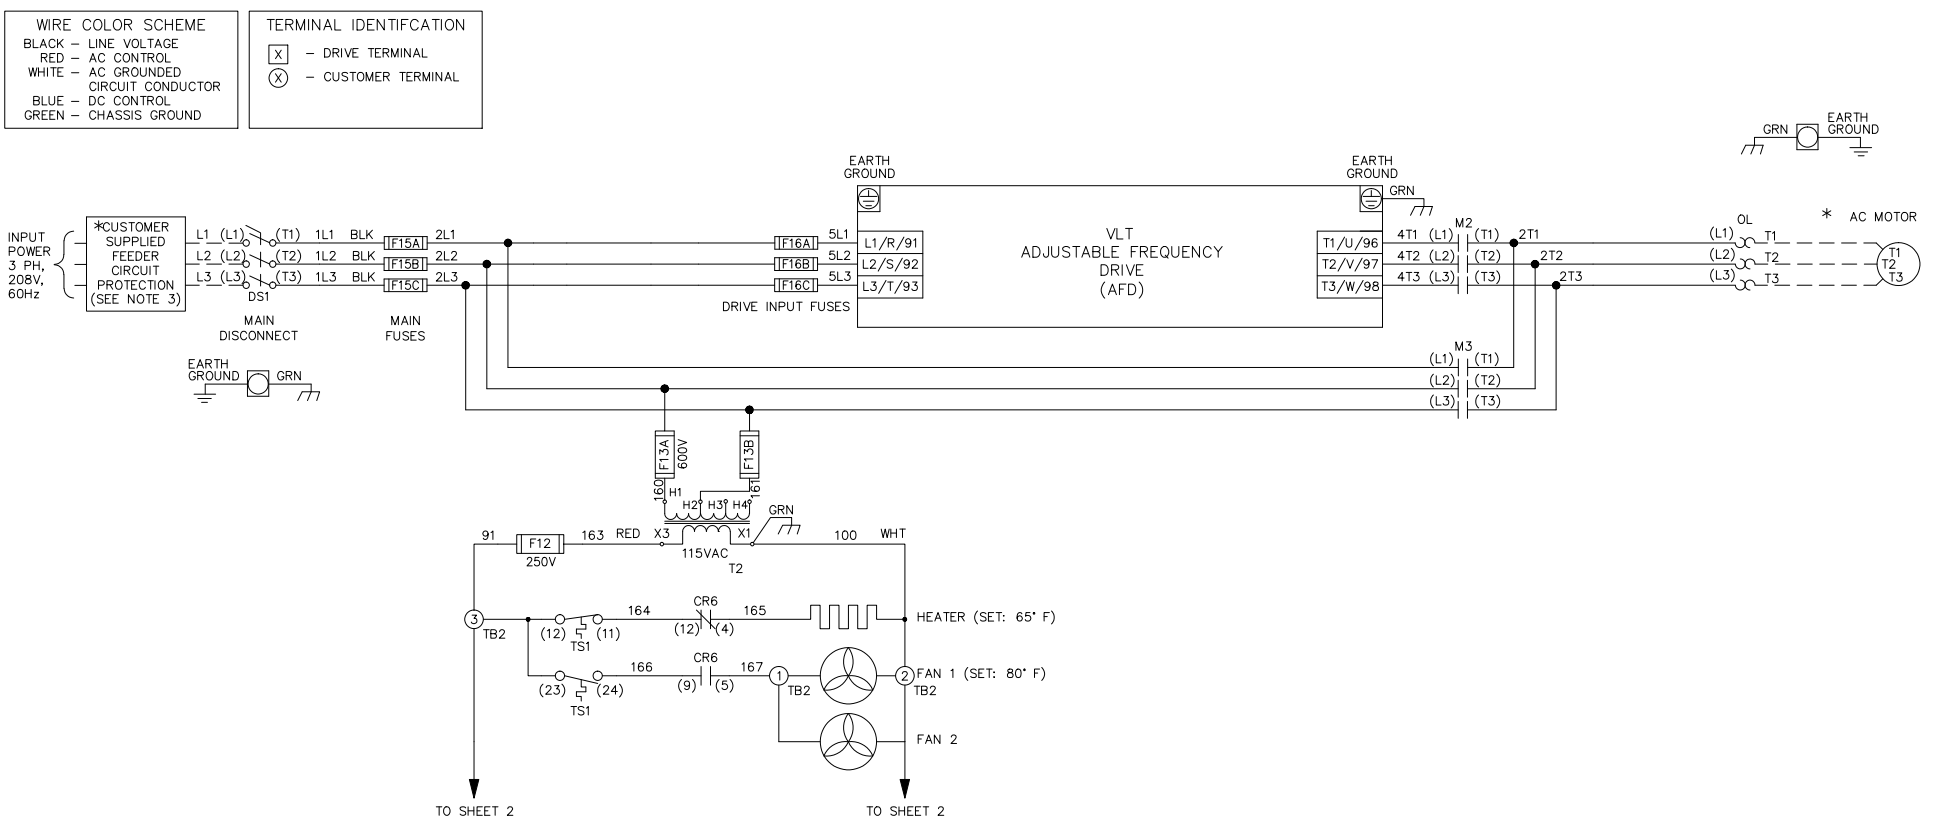 WIRE COLOR SCHEME
BLACK – LINE VOLTAGE
RED – AC CONTROL
WHITE – AC GROUNDED
CIRCUIT CONDUCTOR
BLUE – DC CONTROL
GREEN – CHASSIS GROUND
TERMINAL IDENTIFCATION
X – DRIVE TERMINAL
X – CUSTOMER TERMINAL
GRN
EARTH
GROUND
EARTH
GROUND
EARTH
GROUND
GRN
INPUT
POWER
3 PH,
208V,
60Hz
*CUSTOMER
SUPPLIED
FEEDER
CIRCUIT
PROTECTION
(SEE NOTE 3)
L1 (L1) (T1) 1L1 BLK F15A 2L1
L2 (L2) (T2) 1L2 BLK F15B 2L2
L3 (L3) (T3) 1L3 BLK F15C 2L3
DS1
MAIN
DISCONNECT
MAIN
FUSES
F16A 5L1 L1/R/91
F16B 5L2 L2/S/92
F16C 5L3 L3/T/93
DRIVE INPUT FUSES
VLT
ADJUSTABLE FREQUENCY
DRIVE
(AFD)
M2
T1/U/96 4T1 (L1) (T1) 2T1
T2/V/97 4T2 (L2) (T2) 2T2
T3/W/98 4T3 (L3) (T3) 2T3
OL
(L1) T1
(L2) T2
(L3) T3
* AC MOTOR
T1
T2
T3
EARTH
GROUND
GRN
M3
(L1) (T1)
(L2) (T2)
(L3) (T3)
F13A
600V
F13B
160
161
H1
H2 H3 H4
GRN
91 F12 163 RED X3 X1 100 WHT
250V
115VAC
T2
3
TB2
(12) (11)
TS1
164
CR6
(12) (4)
165
HEATER (SET: 65° F)
(23) (24)
TS1
166
CR6
(9) (5)
167
1
TB2
2
TB2
FAN 1 (SET: 80° F)
FAN 2
TO SHEET 2
TO SHEET 2